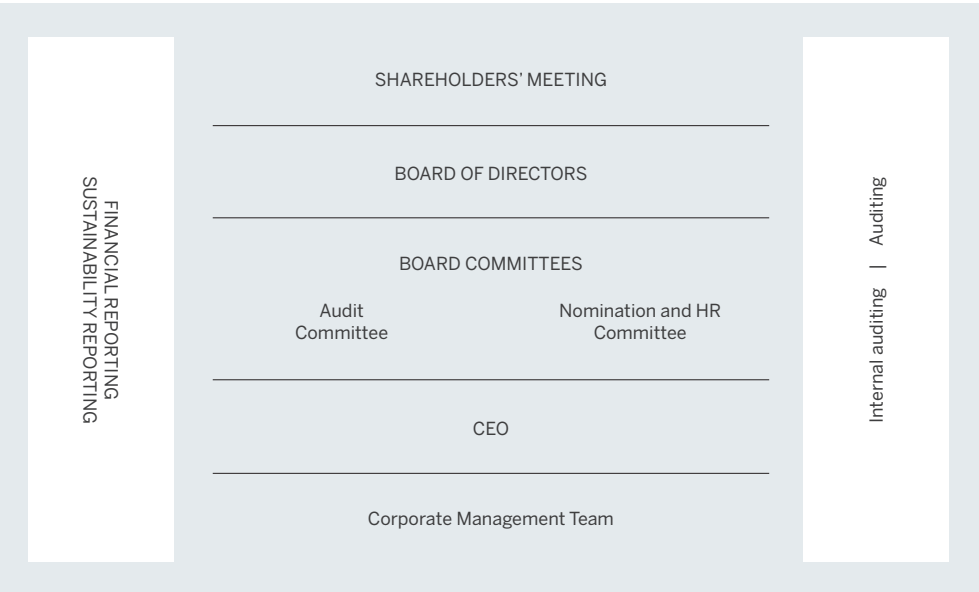 FINANCIAL REPORTING
SUSTAINABILITY REPORTING
SHAREHOLDERS’ MEETING
BOARD OF DIRECTORS
BOARD COMMITTEES
Audit
Committee
Nomination and HR
Committee
CEO
Corporate Management Team
Internal auditing | Auditing